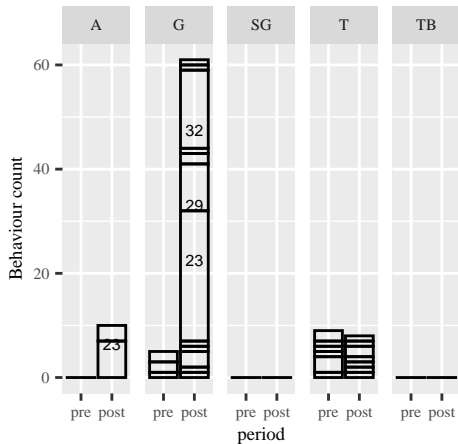 A G SG T TB
60
40
20
0
Behaviour count
32
29
23
23
pre post pre post pre post pre post pre post
period